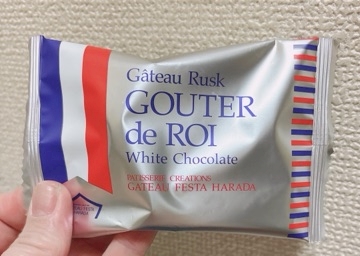 Gâteau Rusk
GOUTER
de ROI
White Chocolate
PATISSERIE CREATIONS
GATEAU FESTA HARADA